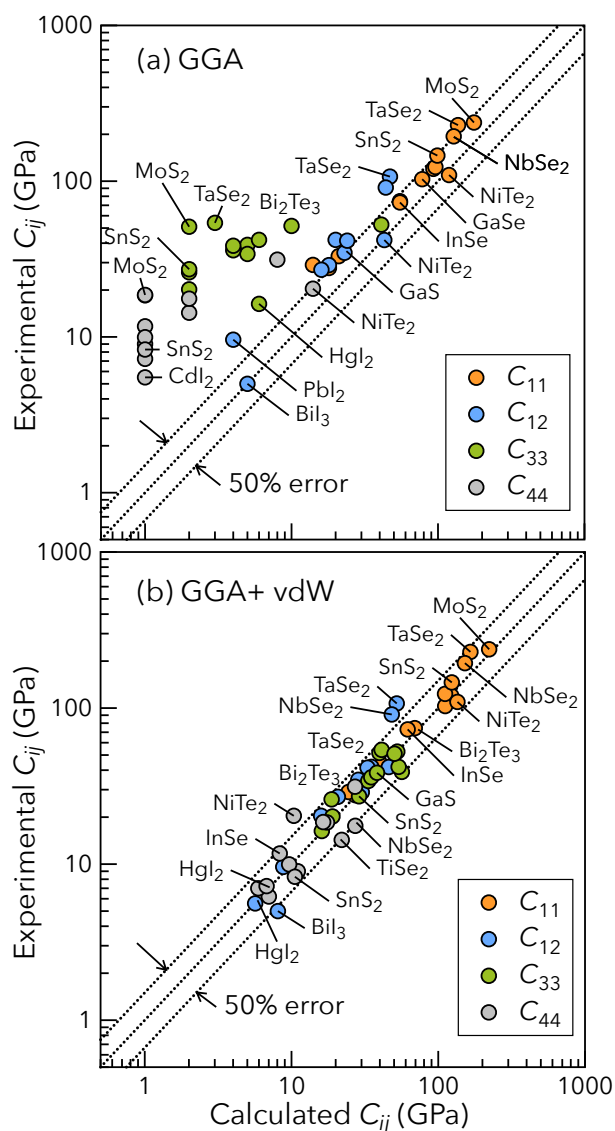 1000
(a) GGA
MoS2
TaSe2
SnS2
NbSe2
TaSe2
NiTe2
GaSe
InSe
MoS2
TaSe2
Bi2Te3
100
SnS2
MoS2
NiTe2
GaS
NiTe2
10
HgI2
SnS2
CdI2
PbI2
BiI3
C11
C12
C33
C44
50% error
1
Experimental Cij (GPa)
1000
(b) GGA+ vdW
MoS2
TaSe2
SnS2
TaSe2
NbSe2
NbSe2
NiTe2
100
TaSe2
Bi2Te3
InSe
Bi2Te3
GaS
NiTe2
SnS2
NbSe2
InSe
TiSe2
HgI2
SnS2
10
HgI2
BiI3
C11
C12
C33
C44
50% error
1
Experimental Cij (GPa)
1 10 100 1000
Calculated Cij (GPa)